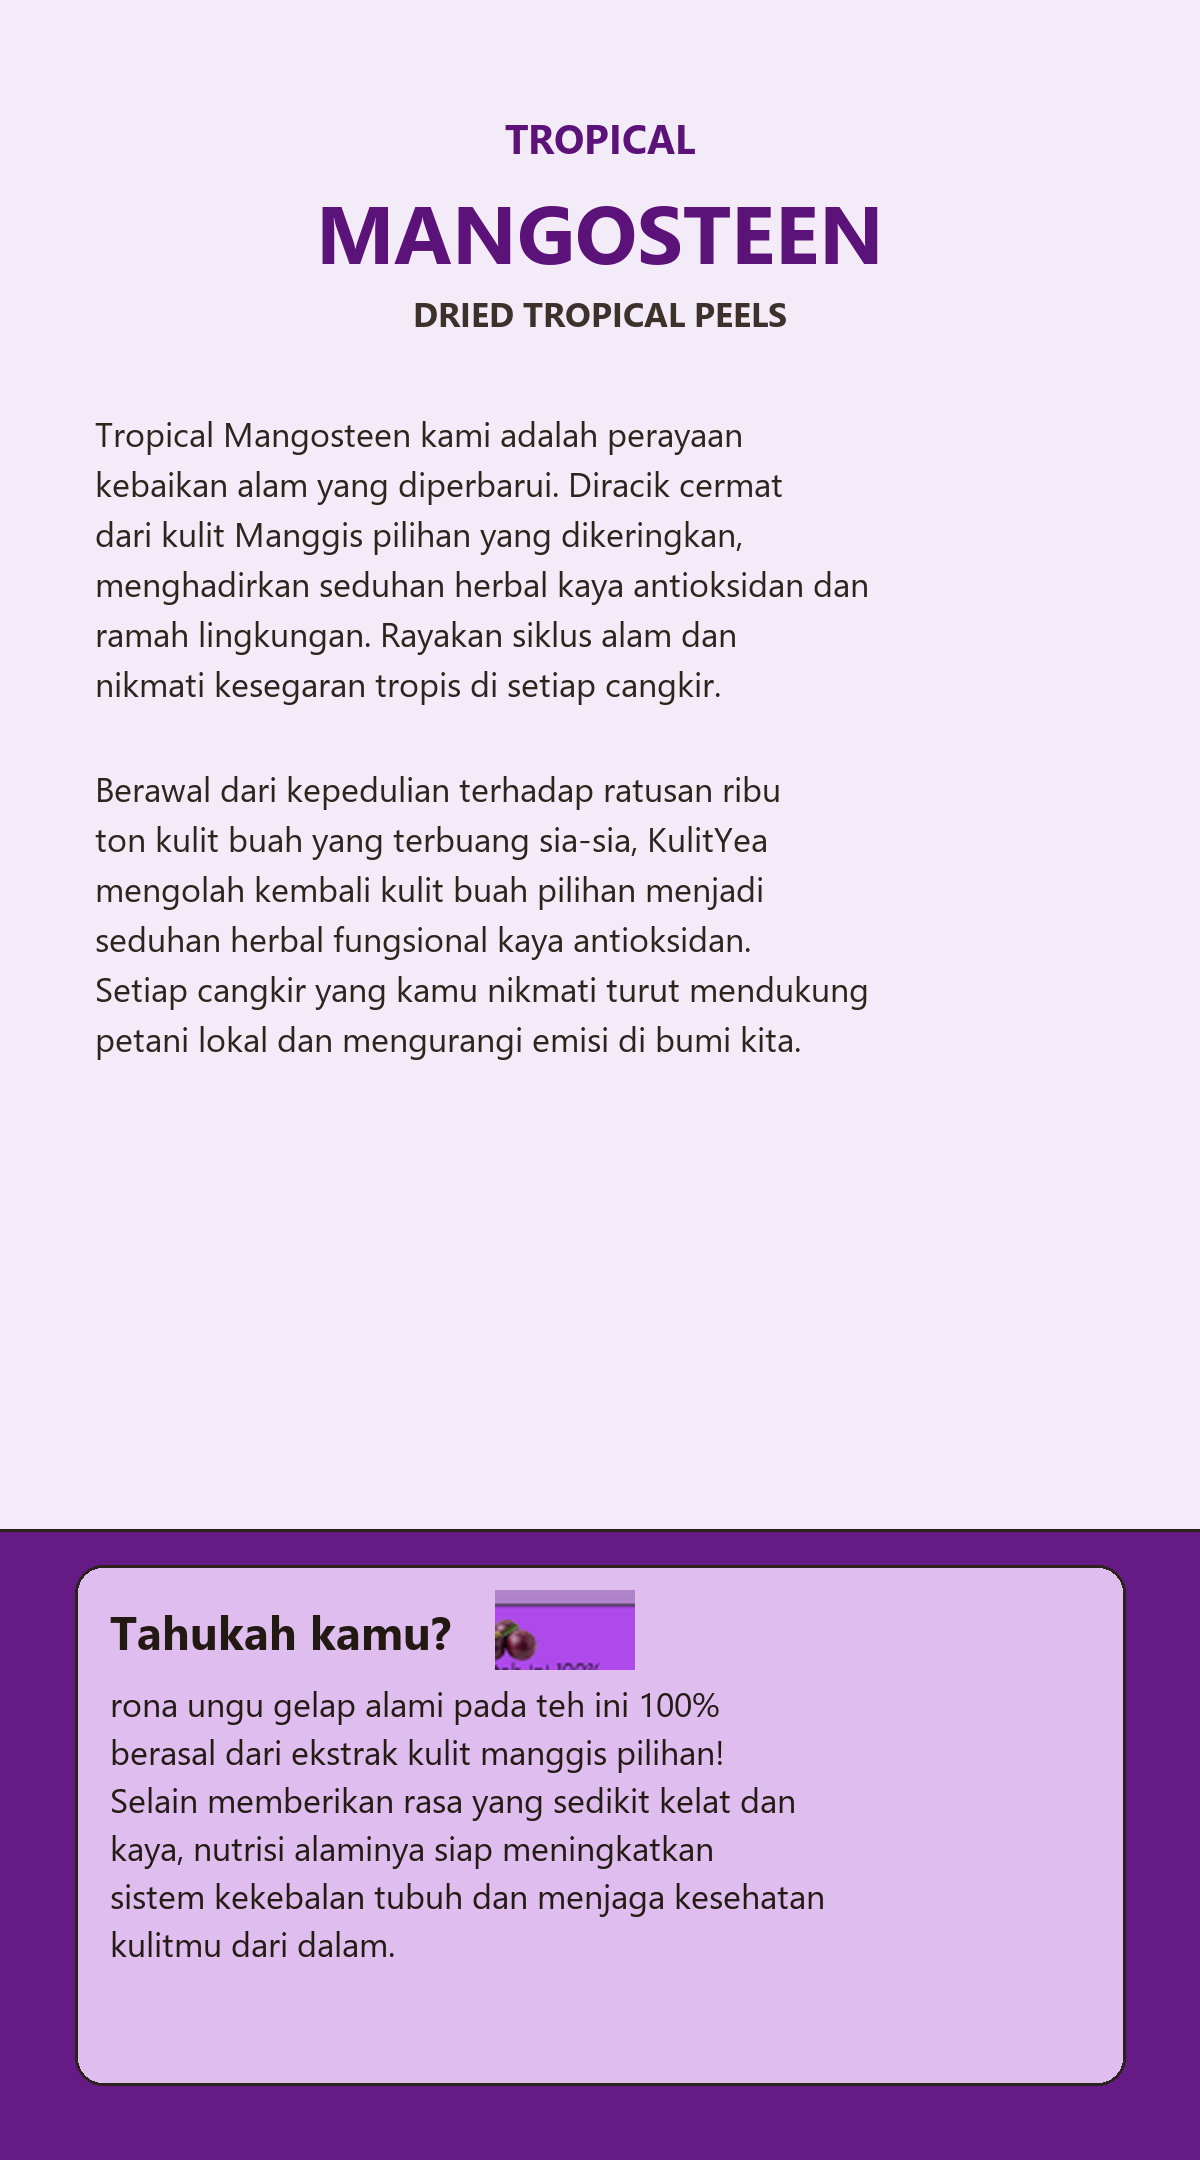 TROPICAL
MANGOSTEEN
DRIED TROPICAL PEELS
Tropical Mangosteen kami adalah perayaan
kebaikan alam yang diperbarui. Diracik cermat
dari kulit Manggis pilihan yang dikeringkan,
menghadirkan seduhan herbal kaya antioksidan dan
ramah lingkungan. Rayakan siklus alam dan
nikmati kesegaran tropis di setiap cangkir.
Berawal dari kepedulian terhadap ratusan ribu
ton kulit buah yang terbuang sia-sia, KulitYea
mengolah kembali kulit buah pilihan menjadi
seduhan herbal fungsional kaya antioksidan.
Setiap cangkir yang kamu nikmati turut mendukung
petani lokal dan mengurangi emisi di bumi kita.
Tahukah kamu?
rona ungu gelap alami pada teh ini 100%
berasal dari ekstrak kulit manggis pilihan!
Selain memberikan rasa yang sedikit kelat dan
kaya, nutrisi alaminya siap meningkatkan
sistem kekebalan tubuh dan menjaga kesehatan
kulitmu dari dalam.